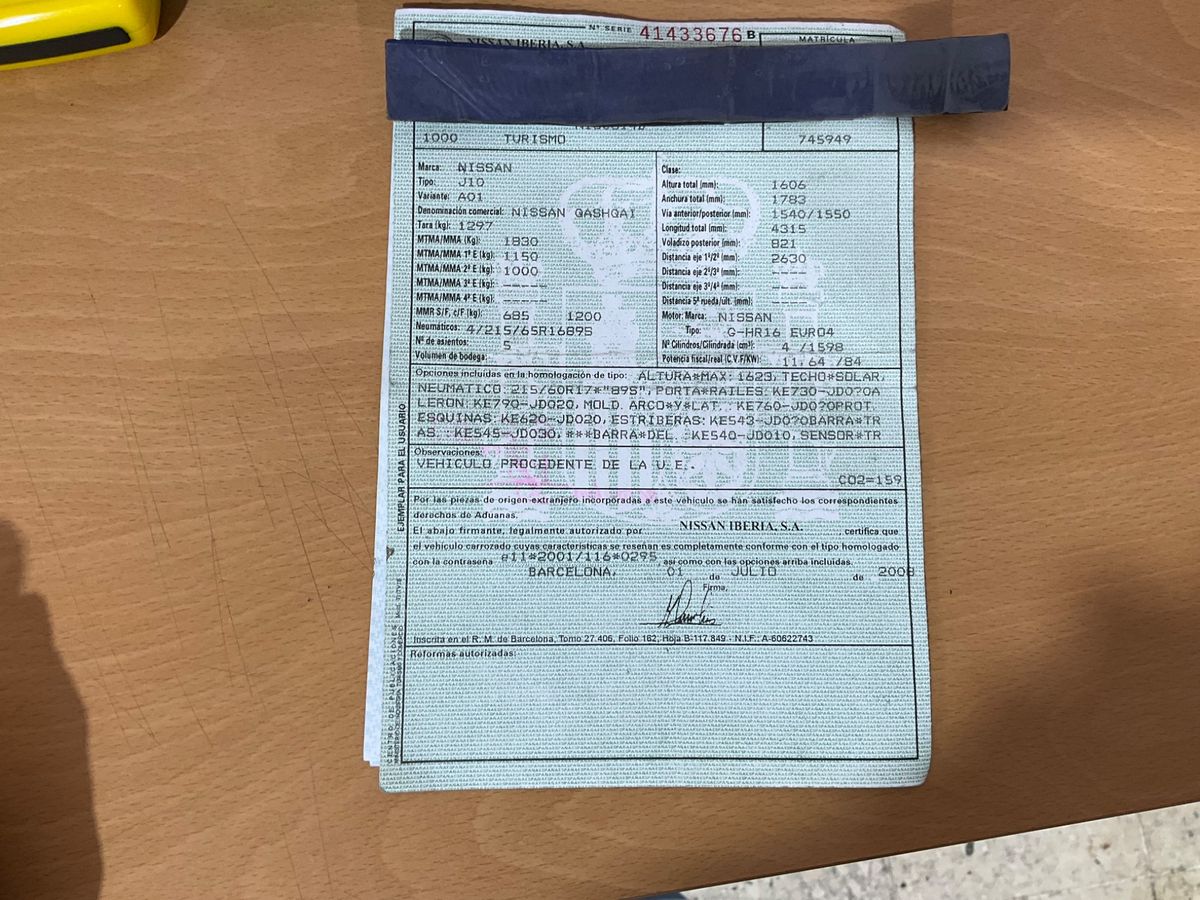 Nº SERIE 41433676 B
NISSAN IBERIA, S.A. MATRÍCULA
1000 TURISMO 745949
Marca: NISSAN
Tipo: J10
Variante: A01
Denominación comercial: NISSAN QASHQAI
Tara (kg): 1297
MTMA/MMA (Kg): 1830
MTMA/MMA 1º E (kg): 1150
MTMA/MMA 2º E (kg): 1000
MTMA/MMA 3º E (kg): -----
MTMA/MMA 4º E (kg): -----
MMR S/F, c/F (kg): 685 1200
Neumaticos: 4/215/65R1689S
Nº de asientos: 5
Volumen de bodega:
Clase:
Altura total (mm): 1606
Anchura total (mm): 1783
Vía anterior/posterior (mm): 1540/1550
Longitud total (mm): 4315
Voladizo posterior (mm): 821
Distancia eje 1º/2º (mm): 2630
Distancia eje 2º/3º (mm): ----
Distancia eje 3º/4º (mm): ----
Distancia 5ª rueda/últ. (mm): ----
Motor: Marca: NISSAN
Tipo: G-HR16 EURO4
Nº Cilindros/Cilindrada (cm³): 4 /1598
Potencia fiscal/real (C.V.F/KW): 11,64 /84
Opciones incluidas en la homologación de tipo: ALTURA*MAX: 1623, TECHO*SOLAR,
NEUMATICO: 215/60R17*"89S", PORTA*RAILES: KE730-JD0?0A
LERON: KE790-JD020, MOLD. ARCO*Y*LAT.: KE760-JD0?0PROT.
ESQUINAS: KE620-JD020, ESTRIBERAS: KE543-JD0?0BARRA*TR
AS.: KE545-JD030, ***BARRA*DEL.: KE540-JD010, SENSOR*TR
Observaciones:
VEHICULO PROCEDENTE DE LA U.E..
CO2=159
Por las piezas de origen extranjero incorporadas a este vehículo se han satisfecho los correspondientes
derechos de Aduanas.
El abajo firmante, legalmente autorizado por NISSAN IBERIA, S.A. certifica que
el vehículo carrozado cuyas características se reseñan es completamente conforme con el tipo homologado
con la contraseña e11*2001/116*0295, así como con las opciones arriba incluidas.
BARCELONA, 01 de JULIO de 2008
Firma,
Inscrita en el R. M. de Barcelona, Tomo 27.406, Folio 162, Hoja B-117.849 - N.I.F.: A-60622743
Reformas autorizadas:
EJEMPLAR PARA EL USUARIO